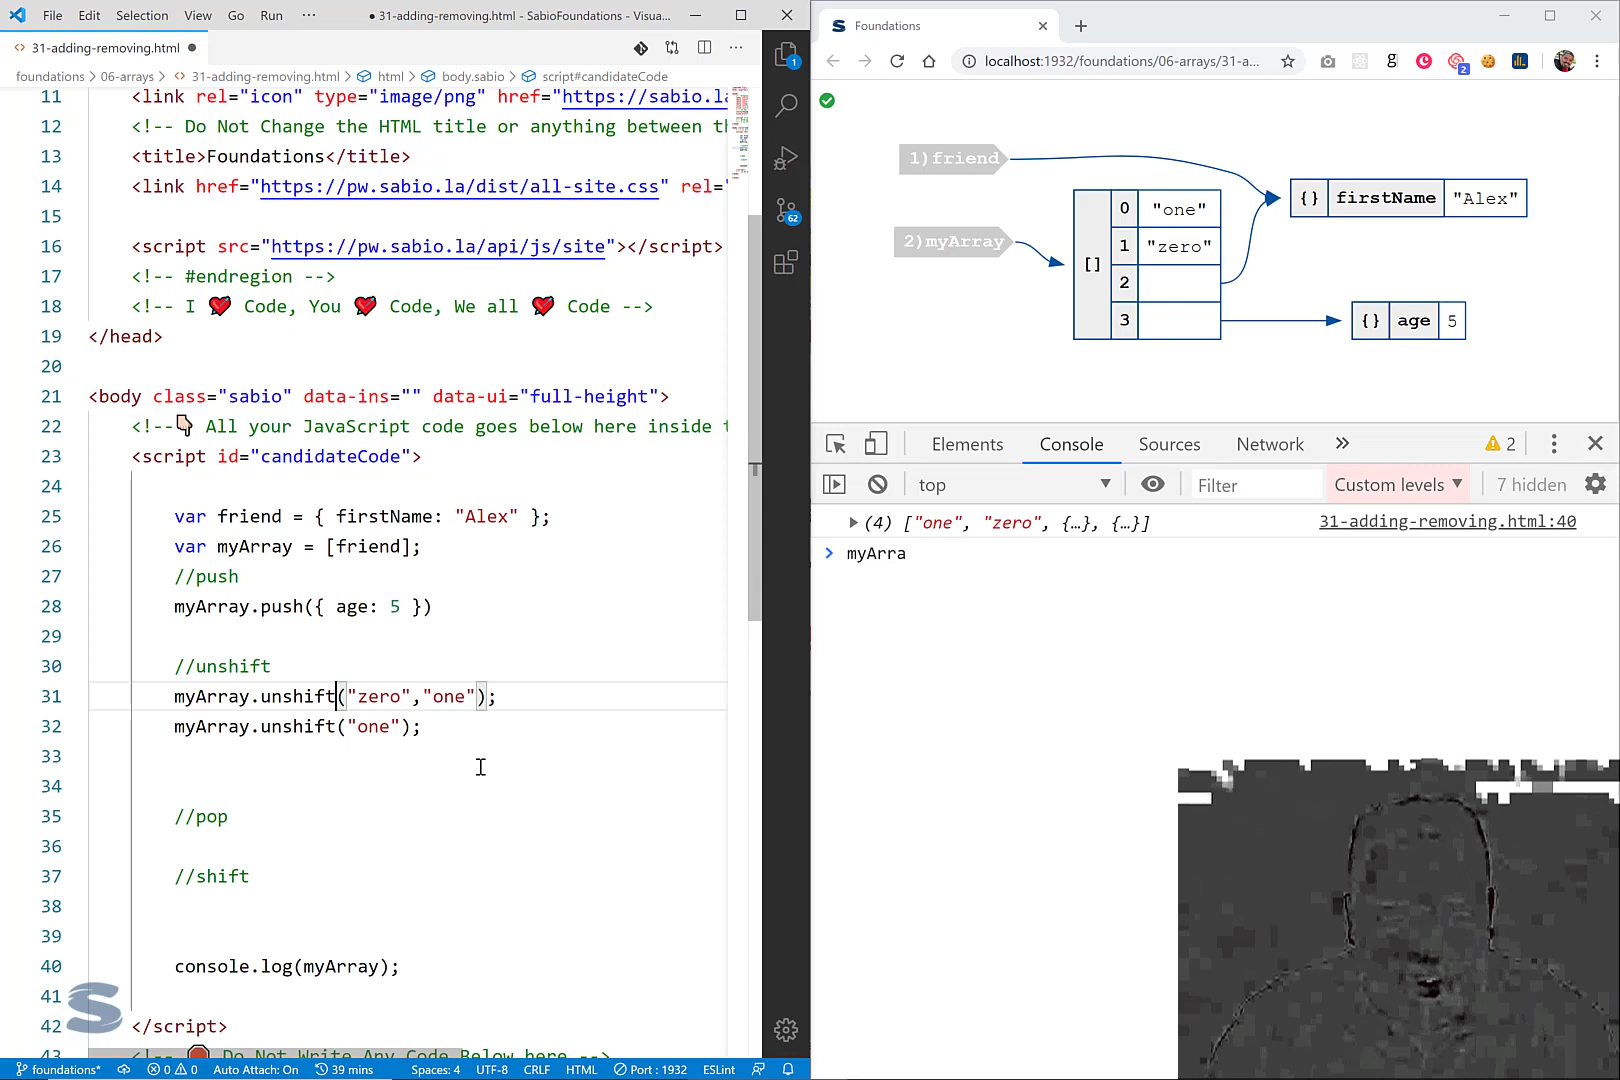 File Edit Selection View Go Run ··· ● 31-adding-removing.html - SabioFoundations - Visua...
<> 31-adding-removing.html ●
foundations > 06-arrays > <> 31-adding-removing.html > html > body.sabio > script#candidateCode
11 <link rel="icon" type="image/png" href="https://sabio.la
12 <!-- Do Not Change the HTML title or anything between th
13 <title>Foundations</title>
14 <link href="https://pw.sabio.la/dist/all-site.css" rel="
15
16 <script src="https://pw.sabio.la/api/js/site"></script>
17 <!-- #endregion -->
18 <!-- I ❤ Code, You ❤ Code, We all ❤ Code -->
19 </head>
20
21 <body class="sabio" data-ins="" data-ui="full-height">
22 <!--👇 All your JavaScript code goes below here inside t
23 <script id="candidateCode">
24
25 var friend = { firstName: "Alex" };
26 var myArray = [friend];
27 //push
28 myArray.push({ age: 5 })
29
30 //unshift
31 myArray.unshift("zero","one");
32 myArray.unshift("one");
33
34
35 //pop
36
37 //shift
38
39
40 console.log(myArray);
41
42 </script>
43 <!-- 🛑 Do Not Write Any Code Below here -->
foundations* ⊗ 0 ⚠ 0 Auto Attach: On 39 mins Spaces: 4 UTF-8 CRLF HTML Port : 1932 ESLint
1
62
Foundations
localhost:1932/foundations/06-arrays/31-a...
g
2
1)friend
2)myArray
[]
0 "one"
1 "zero"
2
3
{} firstName "Alex"
{} age 5
Elements Console Sources Network » 2
top Filter Custom levels 7 hidden
(4) ["one", "zero", {…}, {…}] 31-adding-removing.html:40
> myArra